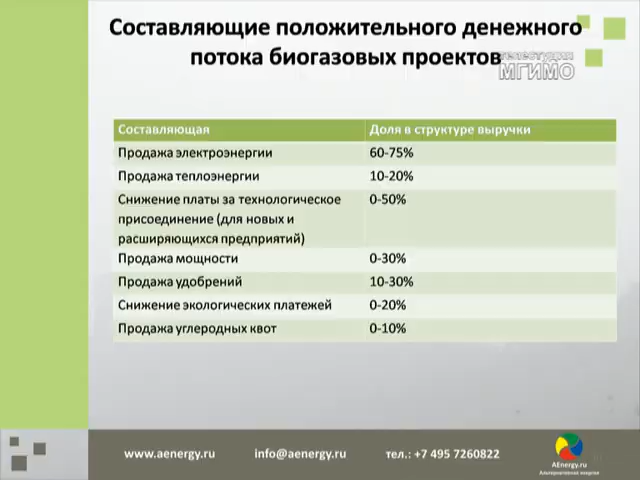 Составляющие положительного денежного
потока биогазовых проектов
телестудия
МГИМО
Составляющая Доля в структуре выручки
Продажа электроэнергии 60-75%
Продажа теплоэнергии 10-20%
Снижение платы за технологическое 0-50%
присоединение (для новых и
расширяющихся предприятий)
Продажа мощности 0-30%
Продажа удобрений 10-30%
Снижение экологических платежей 0-20%
Продажа углеродных квот 0-10%
www.aenergy.ru info@aenergy.ru тел.: +7 495 7260822
AEnergy.ru
Альтернативная энергия